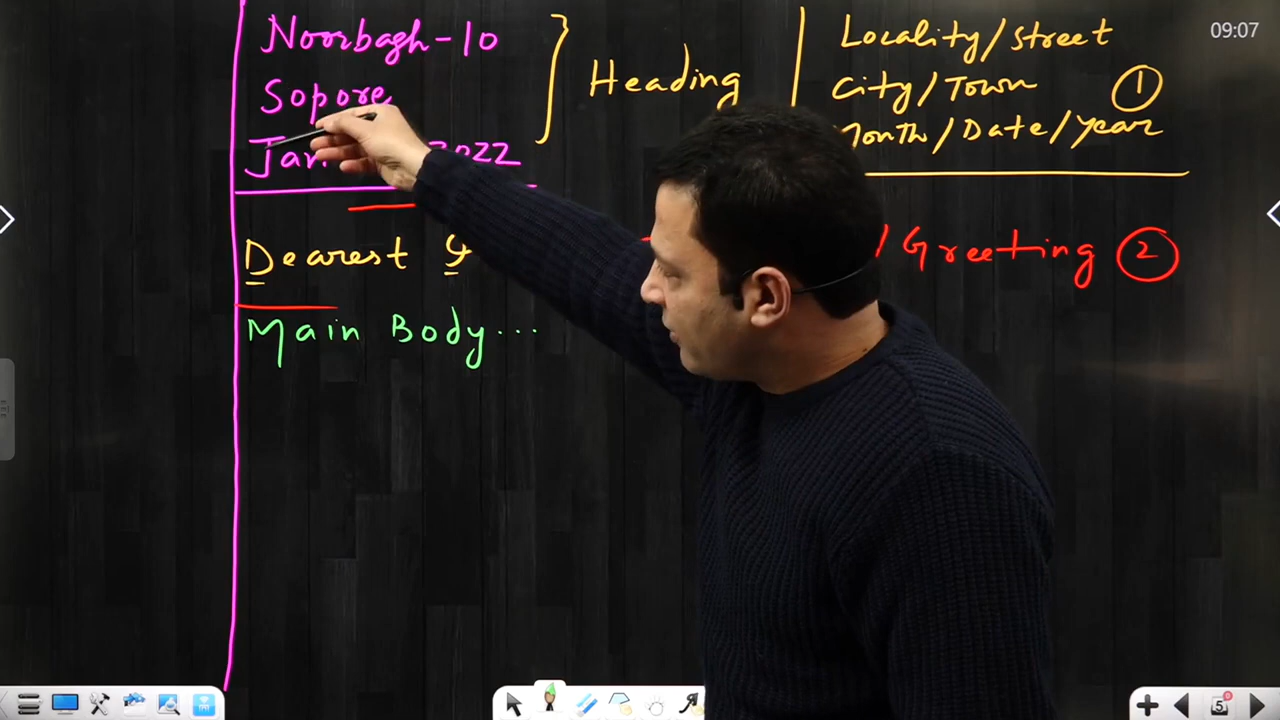 Noorbagh-10
Sopore
2022
Heading
Locality/street
City/Town
Month/Date/Year
1
Dearest
/Greeting 2
Main Body...
09:07
5